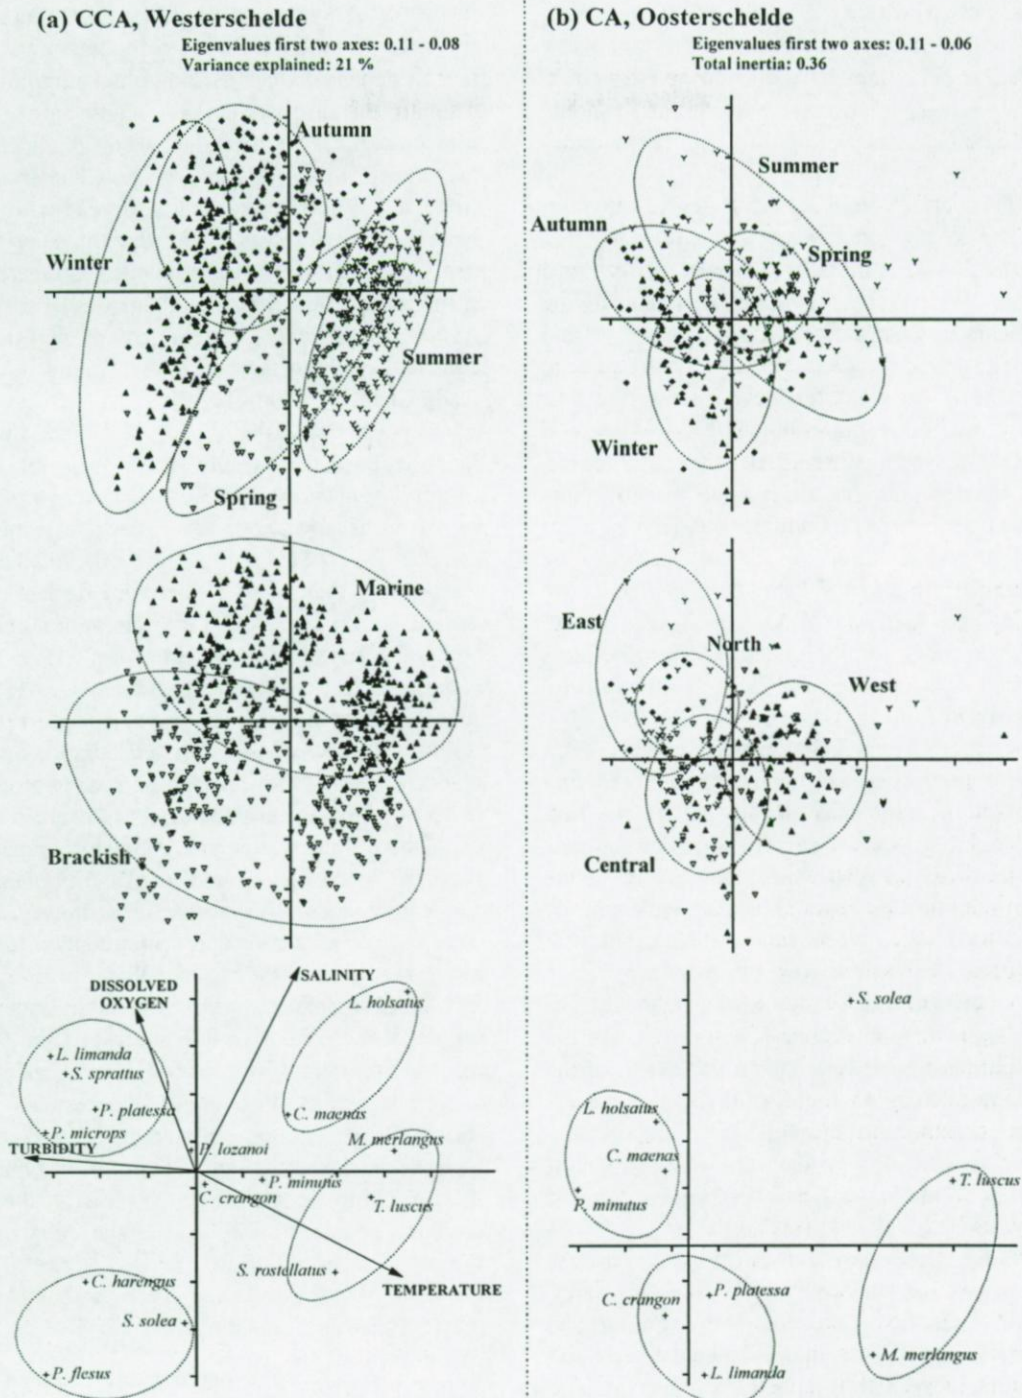 (a) CCA, Westerschelde
Eigenvalues first two axes: 0.11 - 0.08
Variance explained: 21 %
Autumn
Winter
Summer
Spring
Marine
Brackish
SALINITY
DISSOLVED
OXYGEN
L. holsatus
L. limanda
S. sprattus
P. platessa
C. maenas
P. microps
M. merlangus
TURBIDITY
P. lozanoi
P. minutus
C. crangon
T. luscus
S. rostellatus
C. harengus
TEMPERATURE
S. solea
P. flesus
(b) CA, Oosterschelde
Eigenvalues first two axes: 0.11 - 0.06
Total inertia: 0.36
Summer
Autumn
Spring
Winter
East
North
West
Central
S. solea
L. holsatus
C. maenas
T. luscus
P. minutus
P. platessa
C. crangon
M. merlangus
L. limanda